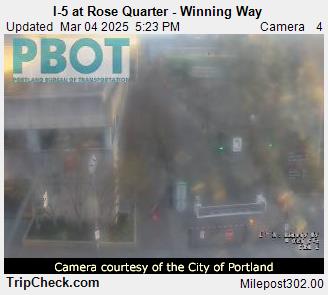 I-5 at Rose Quarter - Winning Way
Updated Mar 04 2025 5:23 PM Camera 4
PBOT
PORTLAND BUREAU OF TRANSPORTATION
Camera courtesy of the City of Portland
TripCheck.com Milepost302.00